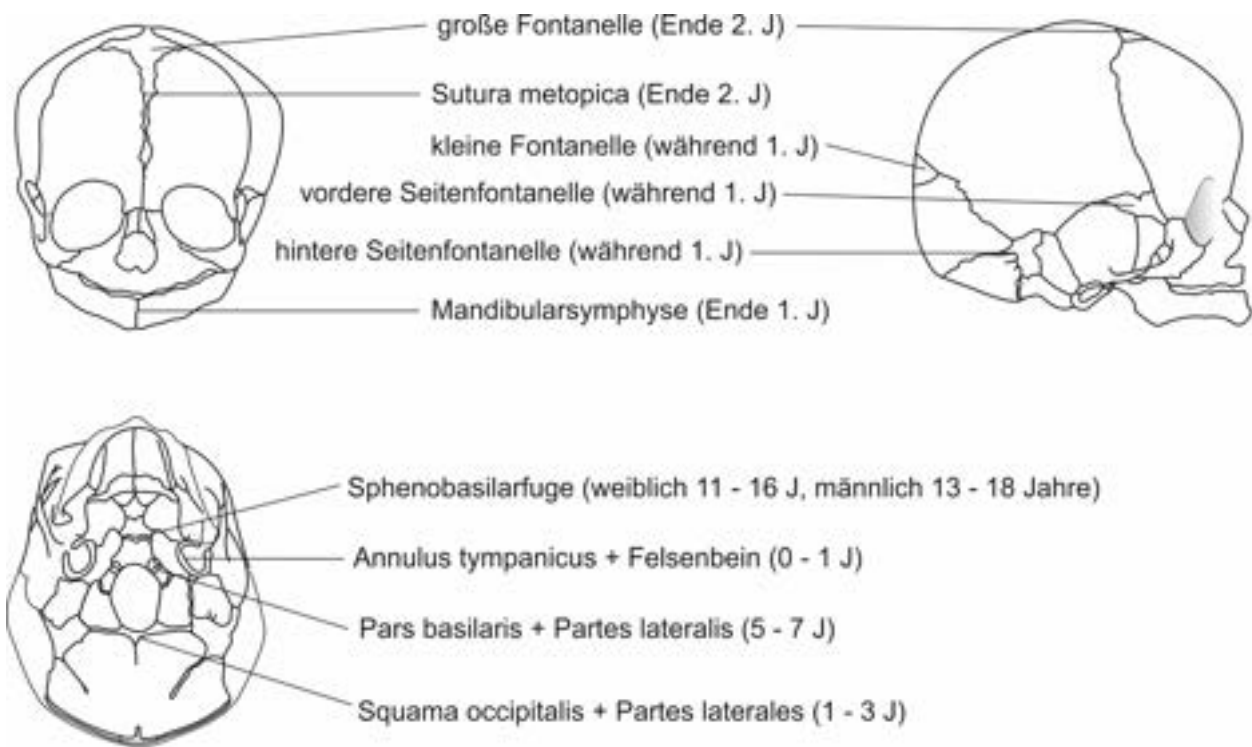 große Fontanelle (Ende 2. J)
Sutura metopica (Ende 2. J)
kleine Fontanelle (während 1. J)
vordere Seitenfontanelle (während 1. J)
hintere Seitenfontanelle (während 1. J)
Mandibularsymphyse (Ende 1. J)
Sphenobasilarfuge (weiblich 11 - 16 J, männlich 13 - 18 Jahre)
Annulus tympanicus + Felsenbein (0 - 1 J)
Pars basilaris + Partes lateralis (5 - 7 J)
Squama occipitalis + Partes laterales (1 - 3 J)